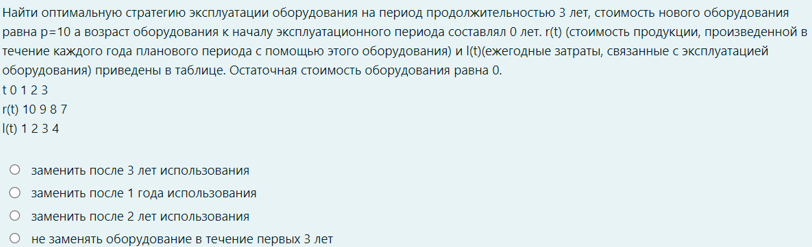 Найти оптимальную стратегию эксплуатации оборудования на период продолжительностью 3 лет, стоимость нового оборудования
равна p=10 а возраст оборудования к началу эксплуатационного периода составлял 0 лет. r(t) (стоимость продукции, произведенной в
течение каждого года планового периода с помощью этого оборудования) и l(t)(ежегодные затраты, связанные с эксплуатацией
оборудования) приведены в таблице. Остаточная стоимость оборудования равна 0.
t 0 1 2 3
r(t) 10 9 8 7
l(t) 1 2 3 4
заменить после 3 лет использования
заменить после 1 года использования
заменить после 2 лет использования
не заменять оборудование в течение первых 3 лет